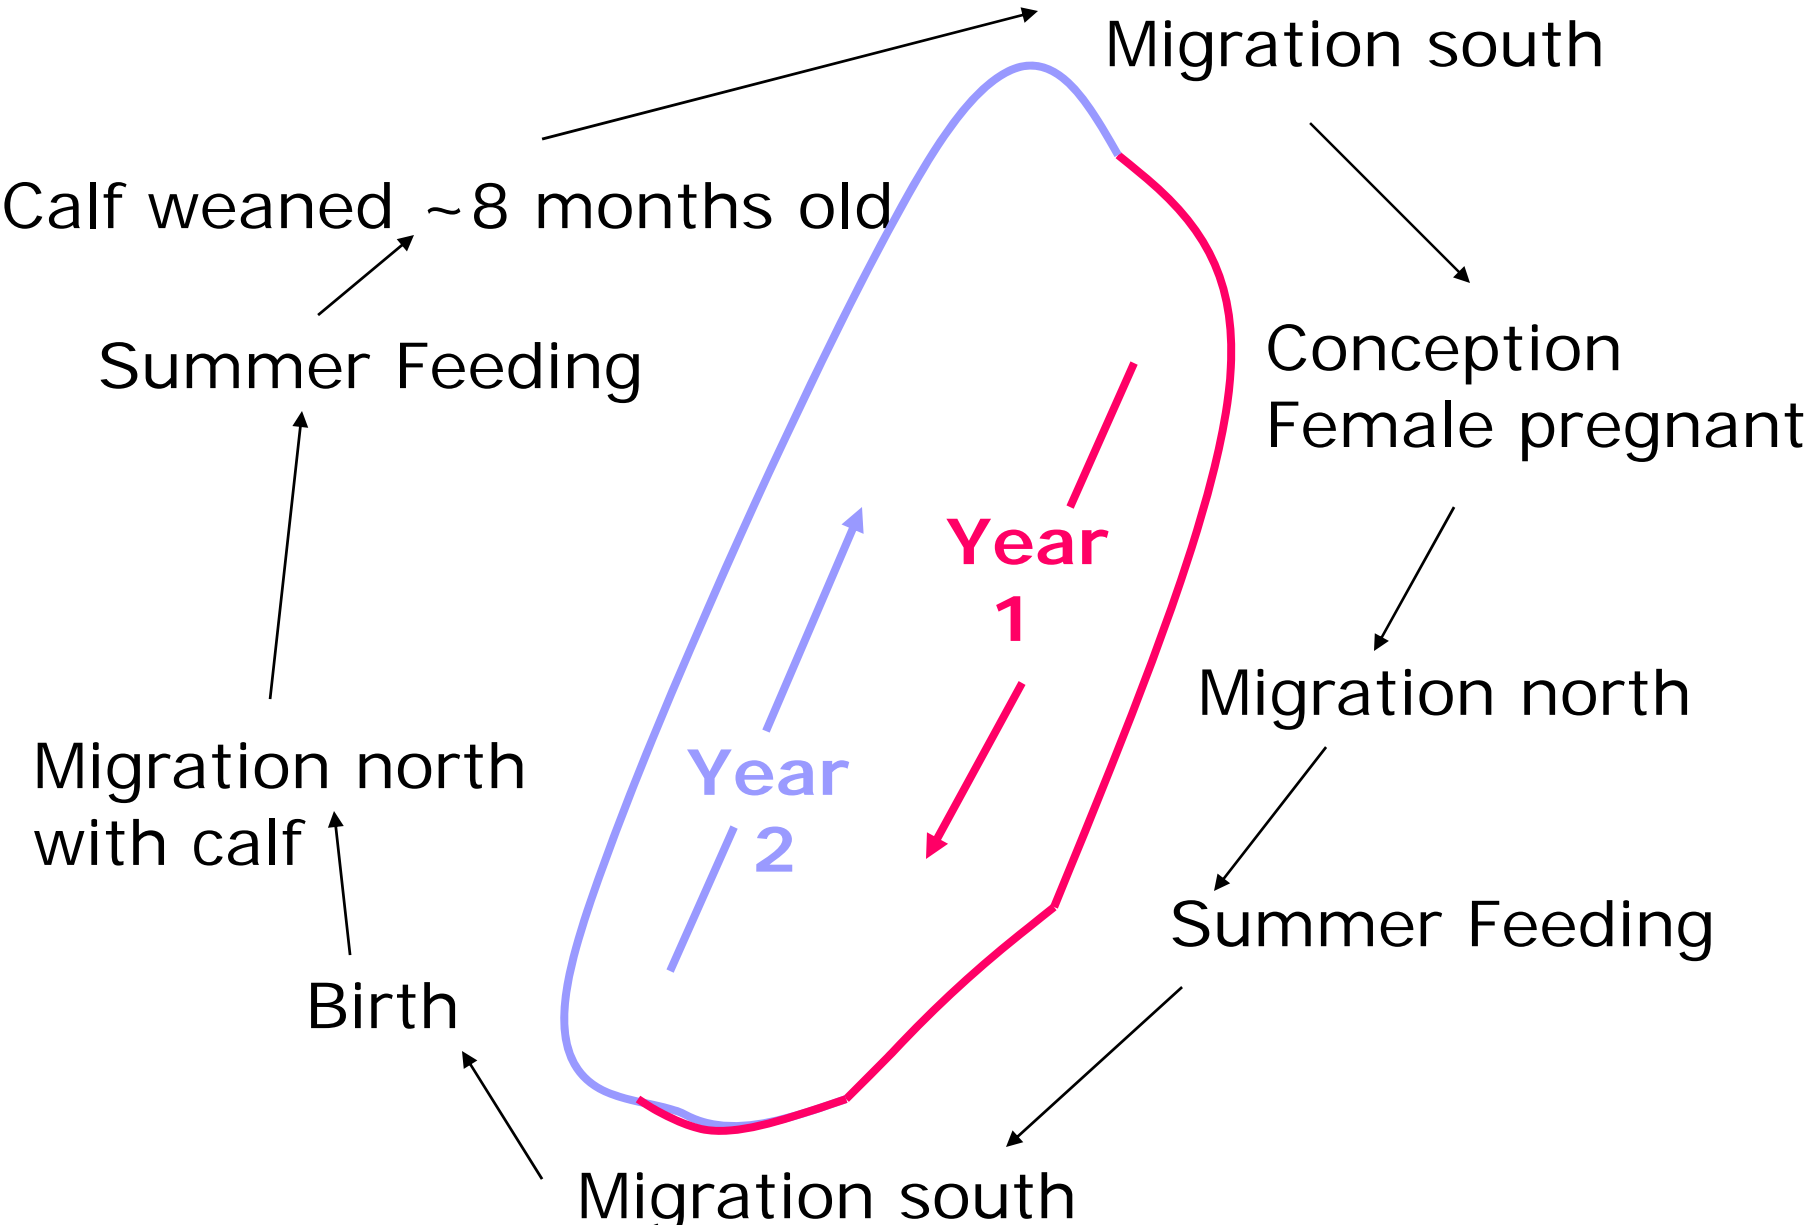 Migration south
Calf weaned ~8 months old
Summer Feeding
Conception
Female pregnant
Year
1
Migration north
Year
2
Migration north
with calf
Summer Feeding
Birth
Migration south